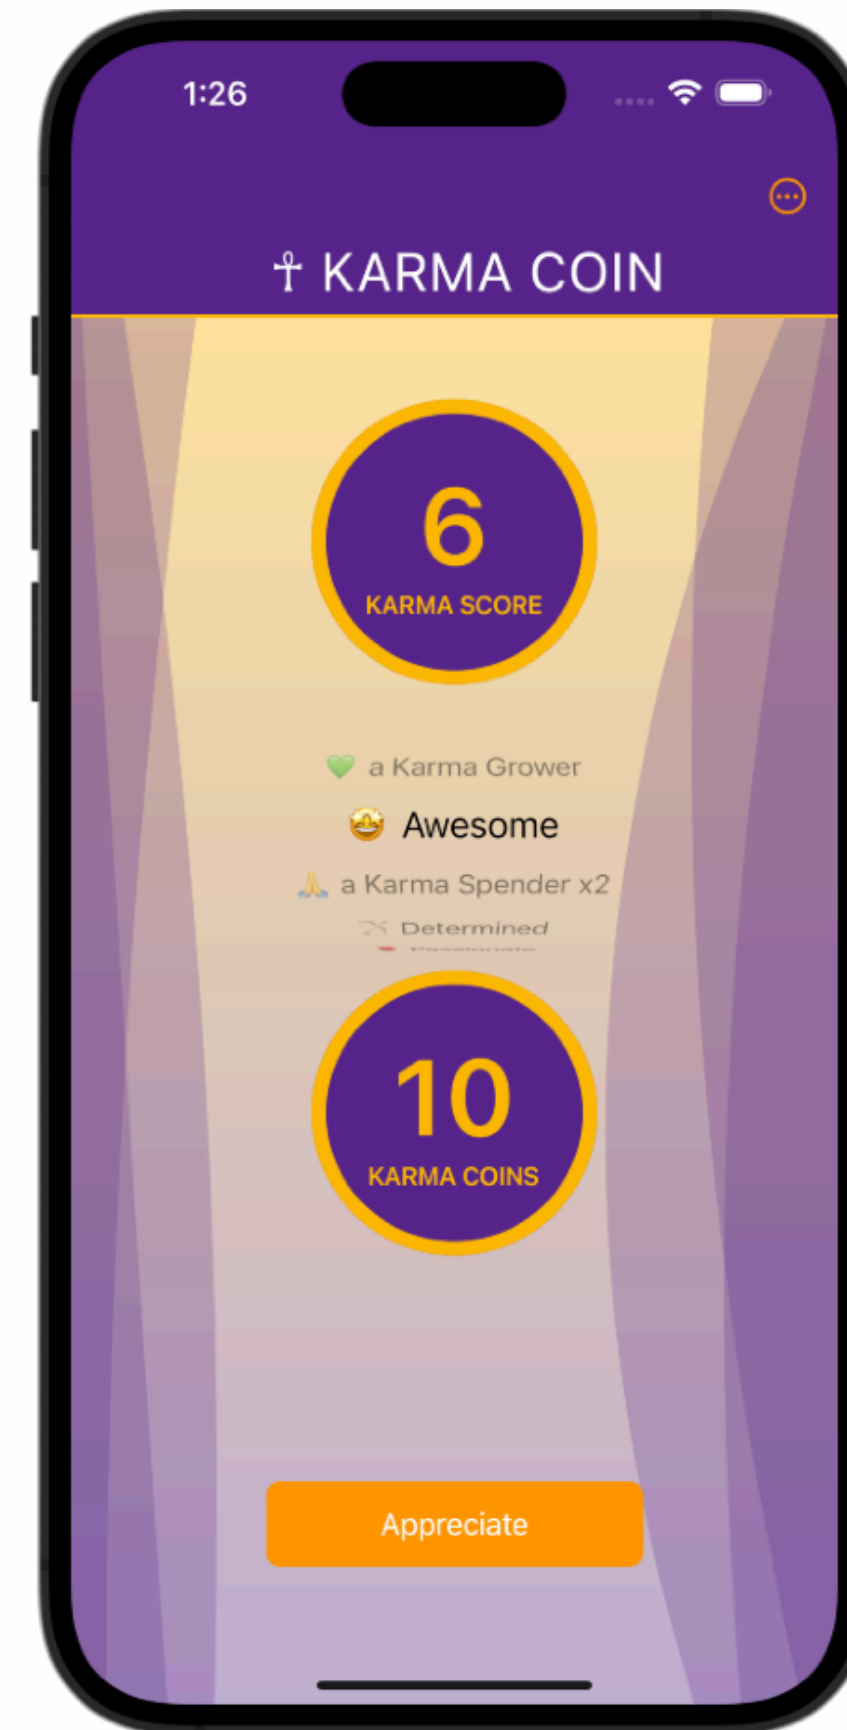 1:26
☥ KARMA COIN
6
KARMA SCORE
💚 a Karma Grower
🤩 Awesome
🙏 a Karma Spender x2
🏹 Determined
10
KARMA COINS
Appreciate